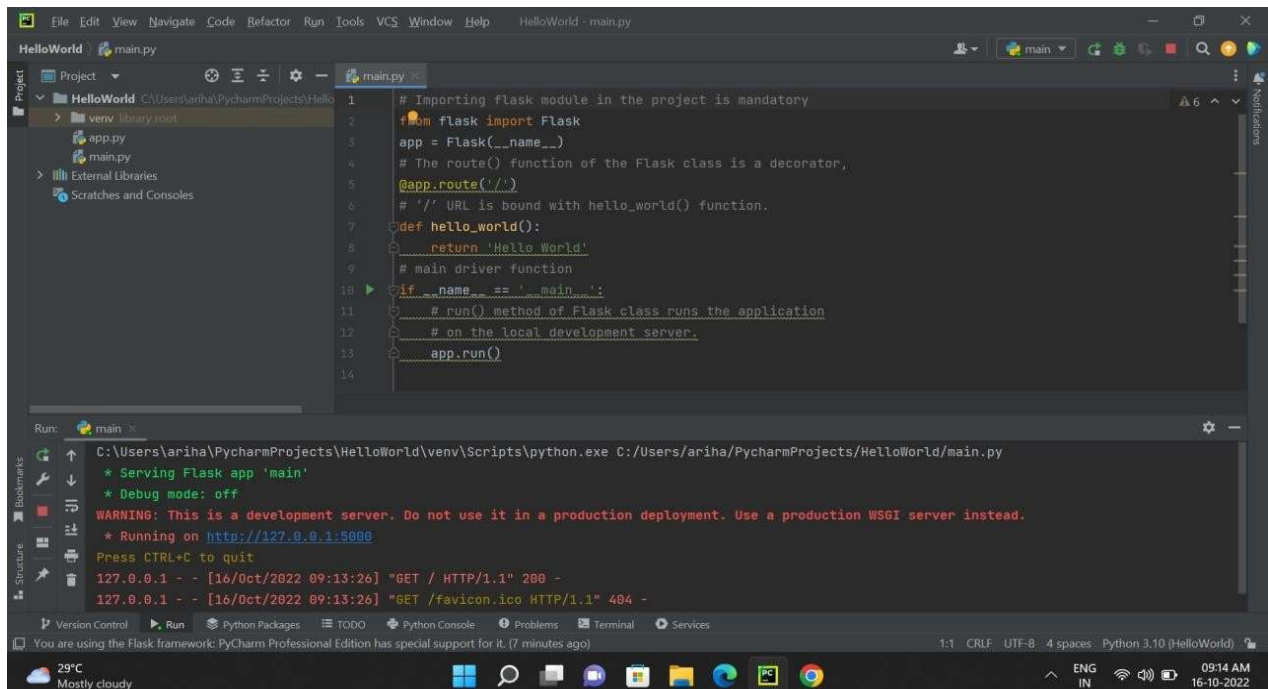 File Edit View Navigate Code Refactor Run Tools VCS Window Help HelloWorld - main.py
HelloWorld main.py
main
Project
Project
main.py
Notifications
HelloWorld C:\Users\ariha\PycharmProjects\Hello
venv library root
app.py
main.py
External Libraries
Scratches and Consoles
6
1 # Importing flask module in the project is mandatory
2 from flask import Flask
3 app = Flask(__name__)
4 # The route() function of the Flask class is a decorator,
5 @app.route('/')
6 # ‘/’ URL is bound with hello_world() function.
7 def hello_world():
8 return 'Hello World'
9 # main driver function
10 if __name__ == '__main__':
11 # run() method of Flask class runs the application
12 # on the local development server.
13 app.run()
14
Run: main
C:\Users\ariha\PycharmProjects\HelloWorld\venv\Scripts\python.exe C:/Users/ariha/PycharmProjects/HelloWorld/main.py
* Serving Flask app 'main'
* Debug mode: off
WARNING: This is a development server. Do not use it in a production deployment. Use a production WSGI server instead.
* Running on http://127.0.0.1:5000
Press CTRL+C to quit
127.0.0.1 - - [16/Oct/2022 09:13:26] "GET / HTTP/1.1" 200 -
127.0.0.1 - - [16/Oct/2022 09:13:26] "GET /favicon.ico HTTP/1.1" 404 -
Bookmarks
Structure
Version Control Run Python Packages TODO Python Console Problems Terminal Services
You are using the Flask framework: PyCharm Professional Edition has special support for it. (7 minutes ago) 1:1 CRLF UTF-8 4 spaces Python 3.10 (HelloWorld)
29°C
Mostly cloudy
PC
ENG
IN
09:14 AM
16-10-2022